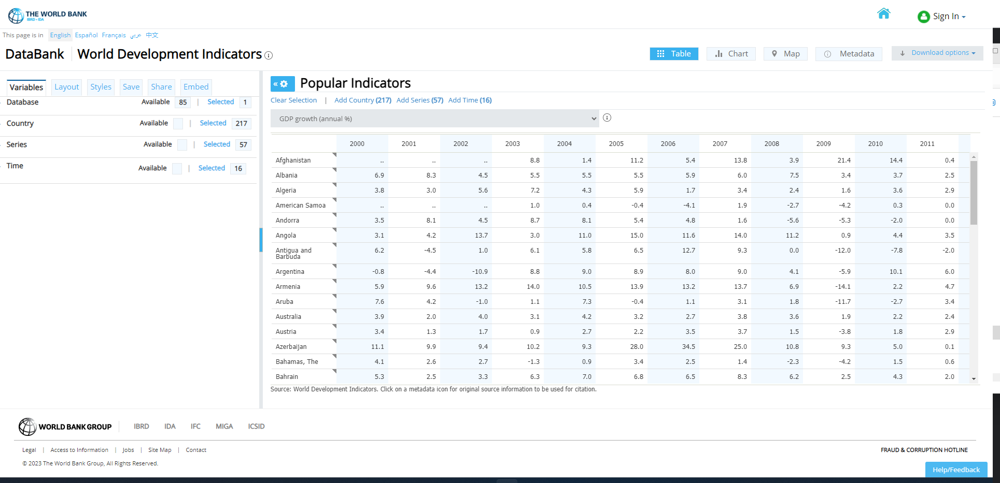 THE WORLD BANK
IBRD • IDA
Sign In
This page is in English Español Français عربي 中文
DataBank World Development Indicators
Table Chart Map Metadata Download options
Variables Layout Styles Save Share Embed
Database Available 85 | Selected 1
Country Available | Selected 217
Series Available | Selected 57
Time Available | Selected 16
Popular Indicators
Clear Selection | Add Country (217) Add Series (57) Add Time (16)
GDP growth (annual %)
2000 2001 2002 2003 2004 2005 2006 2007 2008 2009 2010 2011
Afghanistan .. .. .. 8.8 1.4 11.2 5.4 13.8 3.9 21.4 14.4 0.4
Albania 6.9 8.3 4.5 5.5 5.5 5.5 5.9 6.0 7.5 3.4 3.7 2.5
Algeria 3.8 3.0 5.6 7.2 4.3 5.9 1.7 3.4 2.4 1.6 3.6 2.9
American Samoa .. .. .. 1.0 0.4 -0.4 -4.1 1.9 -2.7 -4.2 0.3 0.0
Andorra 3.5 8.1 4.5 8.7 8.1 5.4 4.8 1.6 -5.6 -5.3 -2.0 0.0
Angola 3.1 4.2 13.7 3.0 11.0 15.0 11.6 14.0 11.2 0.9 4.4 3.5
Antigua and
Barbuda 6.2 -4.5 1.0 6.1 5.8 6.5 12.7 9.3 0.0 -12.0 -7.8 -2.0
Argentina -0.8 -4.4 -10.9 8.8 9.0 8.9 8.0 9.0 4.1 -5.9 10.1 6.0
Armenia 5.9 9.6 13.2 14.0 10.5 13.9 13.2 13.7 6.9 -14.1 2.2 4.7
Aruba 7.6 4.2 -1.0 1.1 7.3 -0.4 1.1 3.1 1.8 -11.7 -2.7 3.4
Australia 3.9 2.0 4.0 3.1 4.2 3.2 2.7 3.8 3.6 1.9 2.2 2.4
Austria 3.4 1.3 1.7 0.9 2.7 2.2 3.5 3.7 1.5 -3.8 1.8 2.9
Azerbaijan 11.1 9.9 9.4 10.2 9.3 28.0 34.5 25.0 10.8 9.3 5.0 0.1
Bahamas, The 4.1 2.6 2.7 -1.3 0.9 3.4 2.5 1.4 -2.3 -4.2 1.5 0.6
Bahrain 5.3 2.5 3.3 6.3 7.0 6.8 6.5 8.3 6.2 2.5 4.3 2.0
Source: World Development Indicators. Click on a metadata icon for original source information to be used for citation.
WORLD BANK GROUP IBRD IDA IFC MIGA ICSID
Legal | Access to Information | Jobs | Site Map | Contact
FRAUD & CORRUPTION HOTLINE
© 2023 The World Bank Group, All Rights Reserved.
Help/Feedback